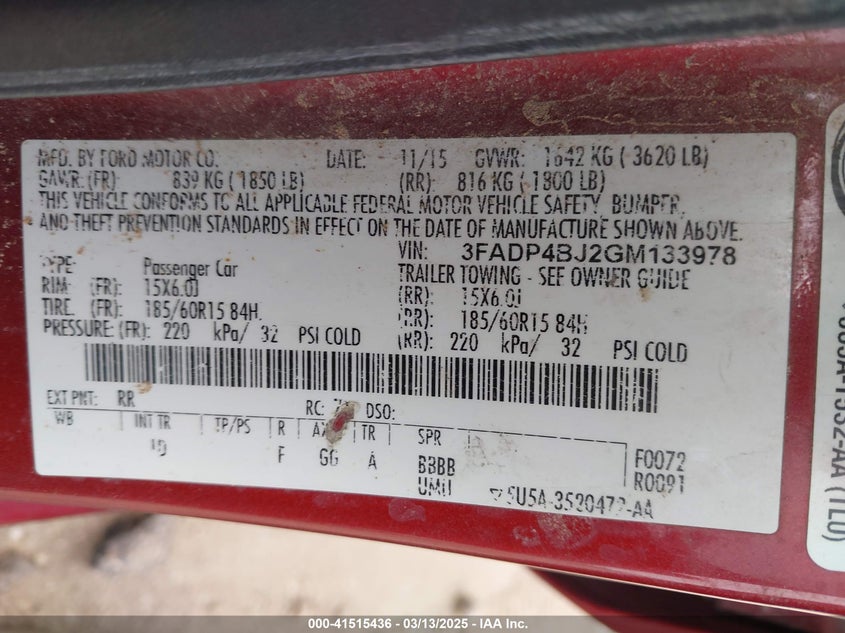 MFD. BY FORD MOTOR CO. DATE: 11/15 GVWR: 1642 KG ( 3620 LB)
GAWR: (FR): 839 KG ( 1850 LB) (RR): 816 KG ( 1800 LB)
THIS VEHICLE CONFORMS TO ALL APPLICABLE FEDERAL MOTOR VEHICLE SAFETY, BUMPER,
AND THEFT PREVENTION STANDARDS IN EFFECT ON THE DATE OF MANUFACTURE SHOWN ABOVE.
VIN: 3FADP4BJ2GM133978
TYPE: Passenger Car TRAILER TOWING - SEE OWNER GUIDE
RIM: (FR): 15X6.0J (RR): 15X6.0J
TIRE: (FR): 185/60R15 84H (RR): 185/60R15 84H
PRESSURE: (FR): 220 kPa/ 32 PSI COLD (RR): 220 kPa/ 32 PSI COLD
EXT PNT: RR RC: DSO:
WB INT TR TP/PS R TR SPR F0072
F GG A BBBB R0091
000-41515436 - 03/13/2025 - IAA Inc.